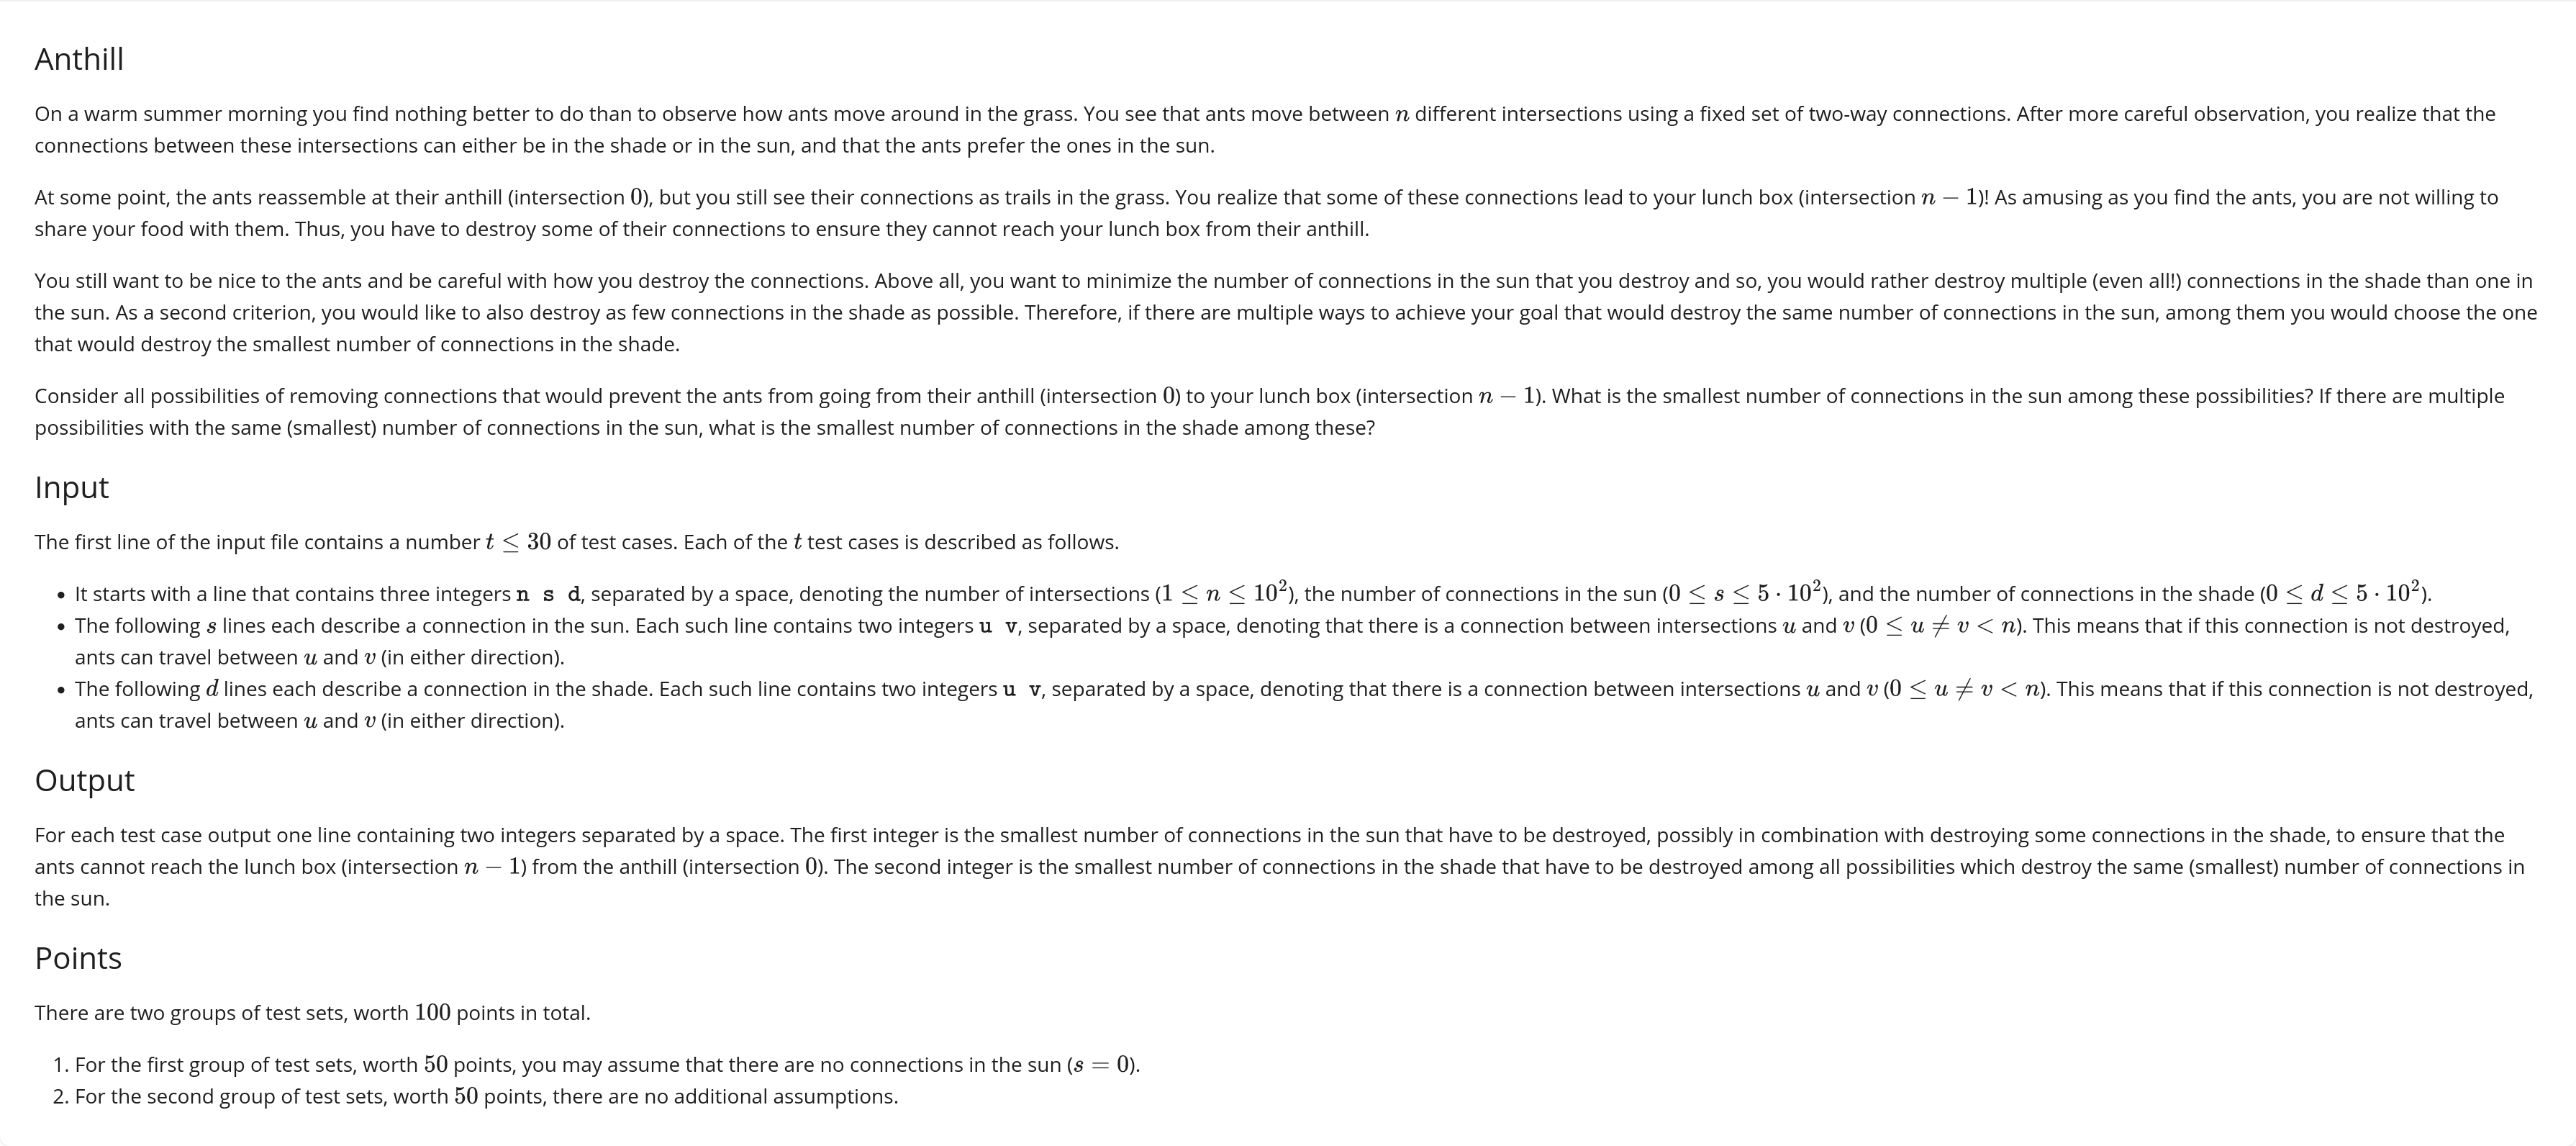 Anthill
On a warm summer morning you find nothing better to do than to observe how ants move around in the grass. You see that ants move between n different intersections using a fixed set of two-way connections. After more careful observation, you realize that the
connections between these intersections can either be in the shade or in the sun, and that the ants prefer the ones in the sun.
At some point, the ants reassemble at their anthill (intersection 0), but you still see their connections as trails in the grass. You realize that some of these connections lead to your lunch box (intersection n − 1)! As amusing as you find the ants, you are not willing to
share your food with them. Thus, you have to destroy some of their connections to ensure they cannot reach your lunch box from their anthill.
You still want to be nice to the ants and be careful with how you destroy the connections. Above all, you want to minimize the number of connections in the sun that you destroy and so, you would rather destroy multiple (even all!) connections in the shade than one in
the sun. As a second criterion, you would like to also destroy as few connections in the shade as possible. Therefore, if there are multiple ways to achieve your goal that would destroy the same number of connections in the sun, among them you would choose the one
that would destroy the smallest number of connections in the shade.
Consider all possibilities of removing connections that would prevent the ants from going from their anthill (intersection 0) to your lunch box (intersection n − 1). What is the smallest number of connections in the sun among these possibilities? If there are multiple
possibilities with the same (smallest) number of connections in the sun, what is the smallest number of connections in the shade among these?
Input
The first line of the input file contains a number t ≤ 30 of test cases. Each of the t test cases is described as follows.
• It starts with a line that contains three integers n s d, separated by a space, denoting the number of intersections (1 ≤ n ≤ 10²), the number of connections in the sun (0 ≤ s ≤ 5 · 10²), and the number of connections in the shade (0 ≤ d ≤ 5 · 10²).
• The following s lines each describe a connection in the sun. Each such line contains two integers u v, separated by a space, denoting that there is a connection between intersections u and v (0 ≤ u ≠ v < n). This means that if this connection is not destroyed,
ants can travel between u and v (in either direction).
• The following d lines each describe a connection in the shade. Each such line contains two integers u v, separated by a space, denoting that there is a connection between intersections u and v (0 ≤ u ≠ v < n). This means that if this connection is not destroyed,
ants can travel between u and v (in either direction).
Output
For each test case output one line containing two integers separated by a space. The first integer is the smallest number of connections in the sun that have to be destroyed, possibly in combination with destroying some connections in the shade, to ensure that the
ants cannot reach the lunch box (intersection n − 1) from the anthill (intersection 0). The second integer is the smallest number of connections in the shade that have to be destroyed among all possibilities which destroy the same (smallest) number of connections in
the sun.
Points
There are two groups of test sets, worth 100 points in total.
1. For the first group of test sets, worth 50 points, you may assume that there are no connections in the sun (s = 0).
2. For the second group of test sets, worth 50 points, there are no additional assumptions.